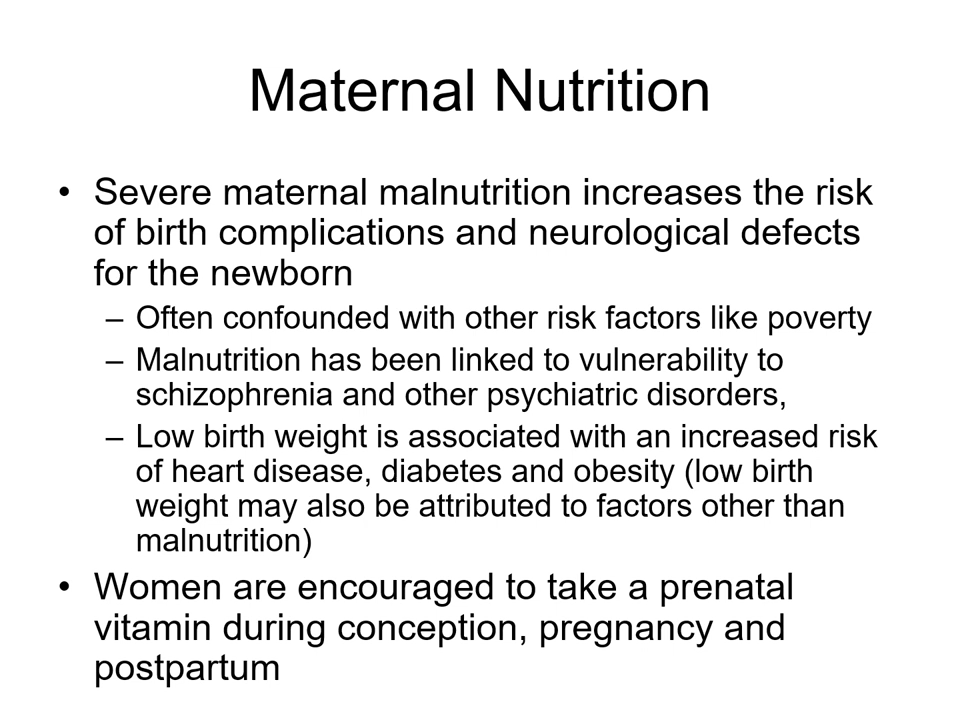 Maternal Nutrition
• Severe maternal malnutrition increases the risk
of birth complications and neurological defects
for the newborn
– Often confounded with other risk factors like poverty
– Malnutrition has been linked to vulnerability to
schizophrenia and other psychiatric disorders,
– Low birth weight is associated with an increased risk
of heart disease, diabetes and obesity (low birth
weight may also be attributed to factors other than
malnutrition)
• Women are encouraged to take a prenatal
vitamin during conception, pregnancy and
postpartum